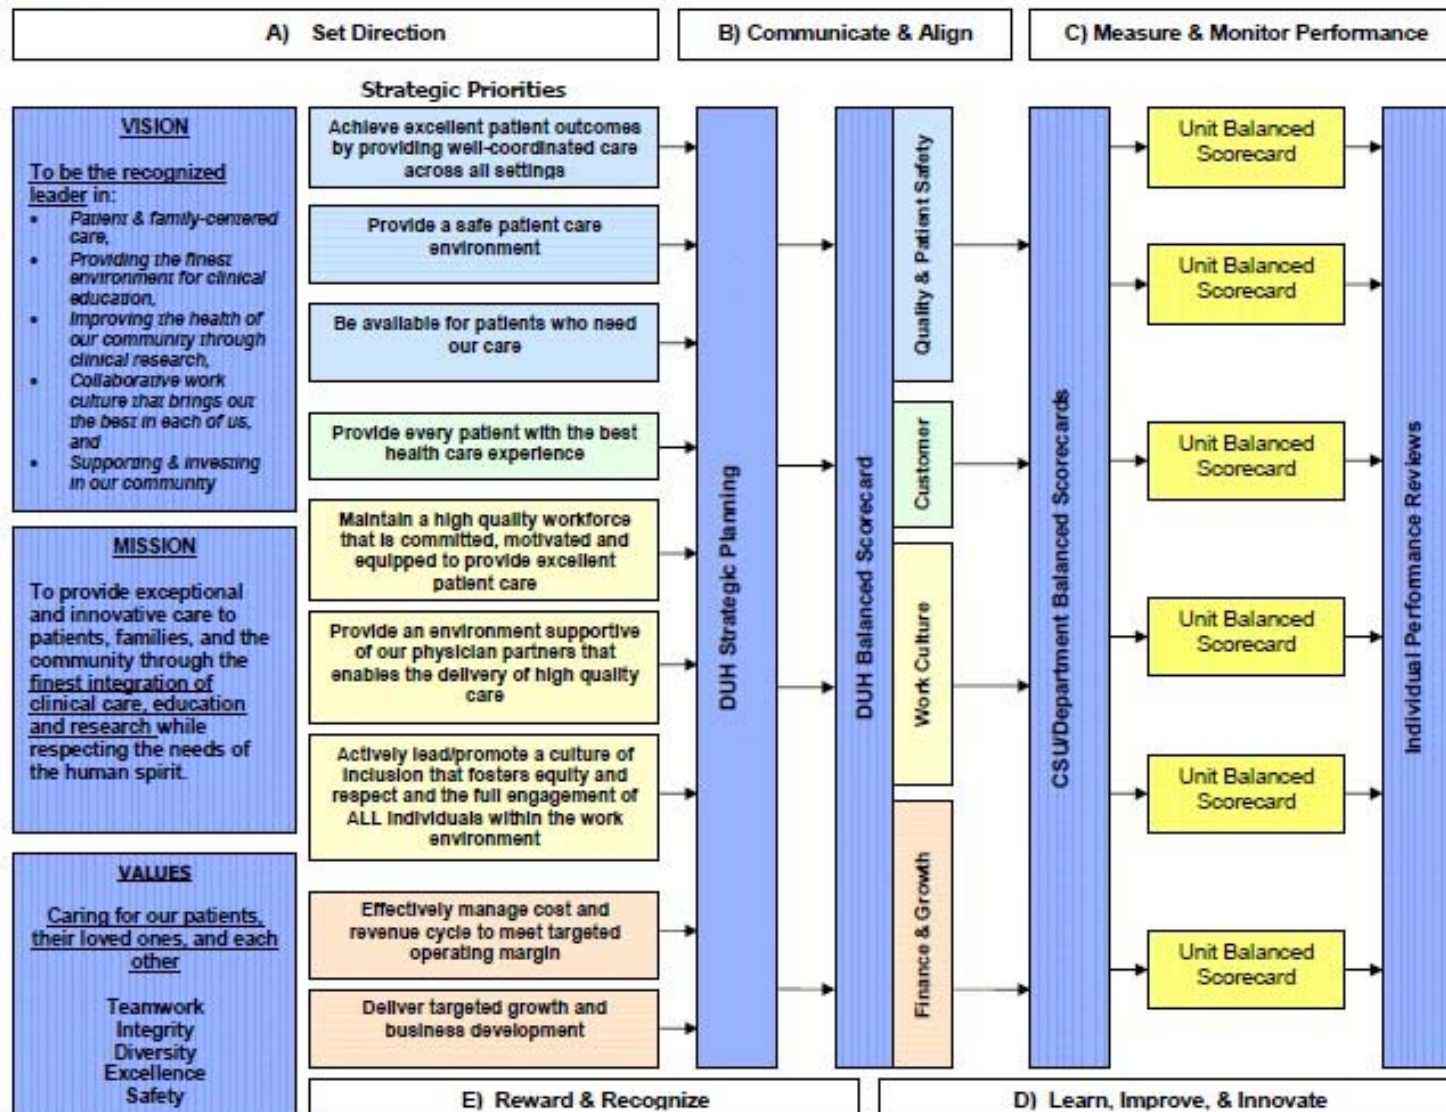 A) Set Direction
B) Communicate & Align
C) Measure & Monitor Performance
Strategic Priorities
VISION
To be the recognized
leader in:
• Patient & family-centered
care,
• Providing the finest
environment for clinical
education,
• Improving the health of
our community through
clinical research,
• Collaborative work
culture that brings out
the best in each of us,
and
• Supporting & investing
in our community
MISSION
To provide exceptional
and innovative care to
patients, families, and the
community through the
finest integration of
clinical care, education
and research while
respecting the needs of
the human spirit.
VALUES
Caring for our patients,
their loved ones, and each
other
Teamwork
Integrity
Diversity
Excellence
Safety
Achieve excellent patient outcomes
by providing well-coordinated care
across all settings
Provide a safe patient care
environment
Be available for patients who need
our care
Provide every patient with the best
health care experience
Maintain a high quality workforce
that is committed, motivated and
equipped to provide excellent
patient care
Provide an environment supportive
of our physician partners that
enables the delivery of high quality
care
Actively lead/promote a culture of
inclusion that fosters equity and
respect and the full engagement of
ALL individuals within the work
environment
Effectively manage cost and
revenue cycle to meet targeted
operating margin
Deliver targeted growth and
business development
DUH Strategic Planning
DUH Balanced Scorecard
Quality & Patient Safety
Customer
Work Culture
Finance & Growth
CSU/Department Balanced Scorecards
Unit Balanced
Scorecard
Unit Balanced
Scorecard
Unit Balanced
Scorecard
Unit Balanced
Scorecard
Unit Balanced
Scorecard
Unit Balanced
Scorecard
Individual Performance Reviews
E) Reward & Recognize
D) Learn, Improve, & Innovate